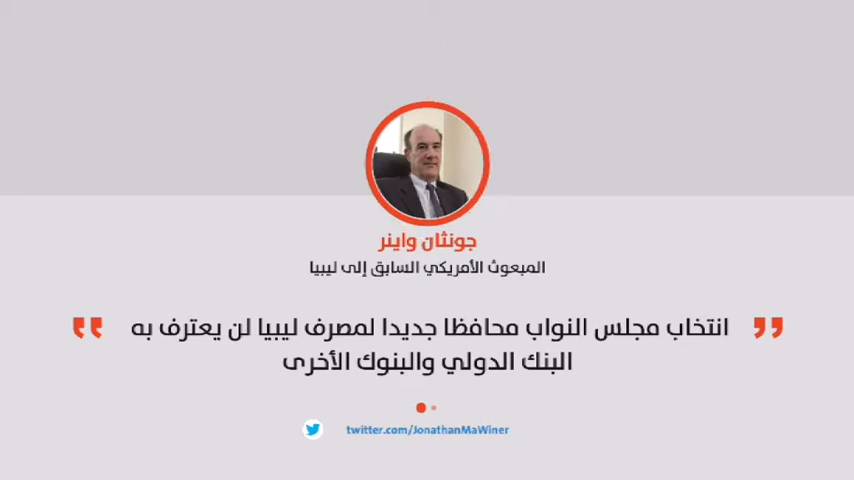 جونثان واينر
المبعوث الأمريكي السابق إلى ليبيا
" انتخاب مجلس النواب محافظا جديدا لمصرف ليبيا لن يعترف به "
البنك الدولي والبنوك الأخرى
twitter.com/JonathanMaWiner